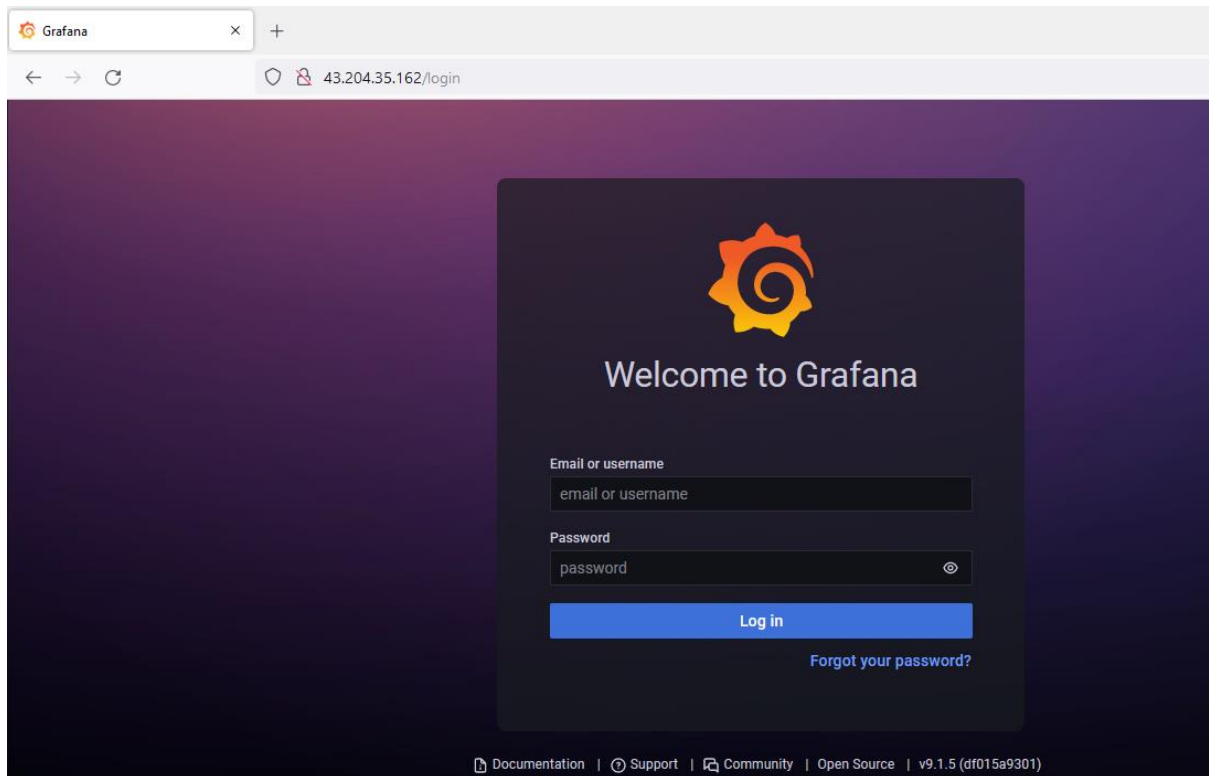 Grafana
43.204.35.162/login
Welcome to Grafana
Email or username
email or username
Password
password
Log in
Forgot your password?
Documentation | Support | Community | Open Source | v9.1.5 (df015a9301)